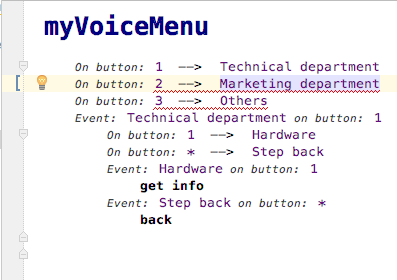 myVoiceMenu
On button: 1 --> Technical department
On button: 2 --> Marketing department
On button: 3 --> Others
Event: Technical department on button: 1
On button: 1 --> Hardware
On button: * --> Step back
Event: Hardware on button: 1
get info
Event: Step back on button: *
back